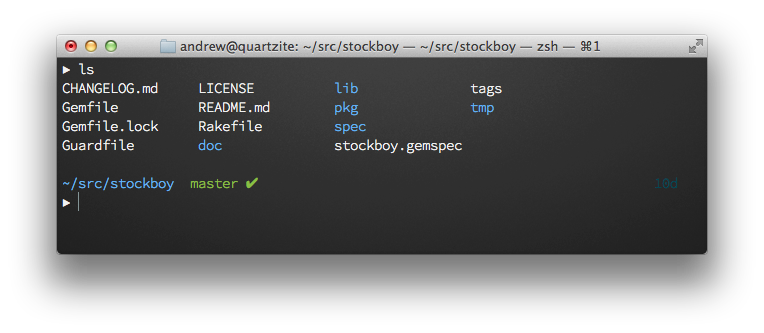 andrew@quartzite: ~/src/stockboy — ~/src/stockboy — zsh — ⌘1
▶ ls
CHANGELOG.md LICENSE lib tags
Gemfile README.md pkg tmp
Gemfile.lock Rakefile spec
Guardfile doc stockboy.gemspec
~/src/stockboy master ✔ 10d
▶